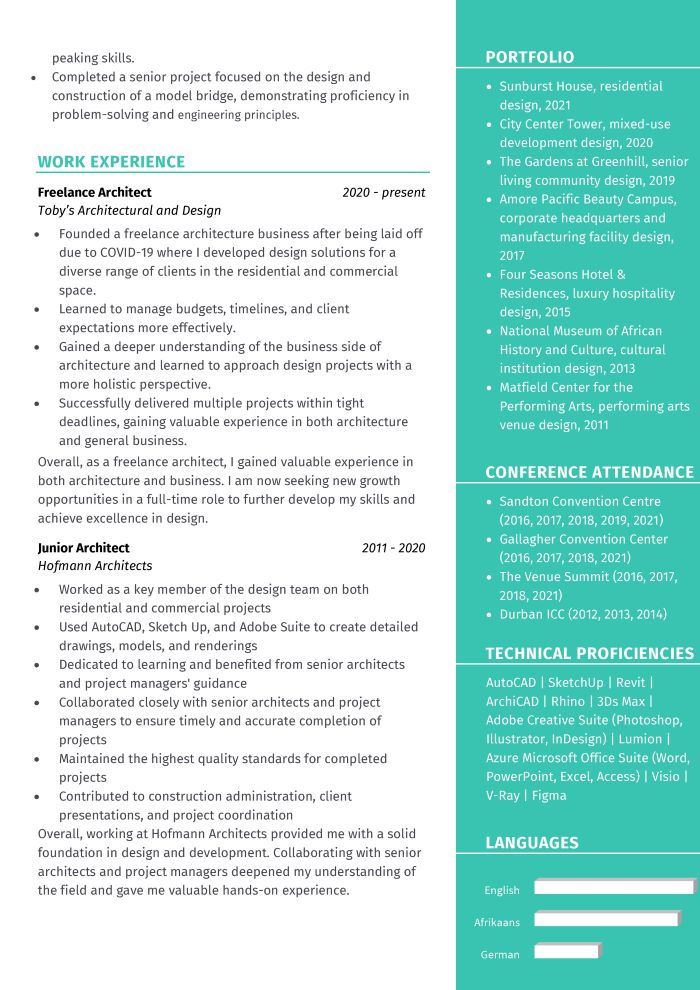 peaking skills.
• Completed a senior project focused on the design and
construction of a model bridge, demonstrating proficiency in
problem-solving and engineering principles.
WORK EXPERIENCE
Freelance Architect 2020 - present
Toby's Architectural and Design
• Founded a freelance architecture business after being laid off
due to COVID-19 where I developed design solutions for a
diverse range of clients in the residential and commercial
space.
• Learned to manage budgets, timelines, and client
expectations more effectively.
• Gained a deeper understanding of the business side of
architecture and learned to approach design projects with a
more holistic perspective.
• Successfully delivered multiple projects within tight
deadlines, gaining valuable experience in both architecture
and general business.
Overall, as a freelance architect, I gained valuable experience in
both architecture and business. I am now seeking new growth
opportunities in a full-time role to further develop my skills and
achieve excellence in design.
Junior Architect 2011 - 2020
Hofmann Architects
• Worked as a key member of the design team on both
residential and commercial projects
• Used AutoCAD, Sketch Up, and Adobe Suite to create detailed
drawings, models, and renderings
• Dedicated to learning and benefited from senior architects
and project managers' guidance
• Collaborated closely with senior architects and project
managers to ensure timely and accurate completion of
projects
• Maintained the highest quality standards for completed
projects
• Contributed to construction administration, client
presentations, and project coordination
Overall, working at Hofmann Architects provided me with a solid
foundation in design and development. Collaborating with senior
architects and project managers deepened my understanding of
the field and gave me valuable hands-on experience.
PORTFOLIO
• Sunburst House, residential
design, 2021
• City Center Tower, mixed-use
development design, 2020
• The Gardens at Greenhill, senior
living community design, 2019
• Amore Pacific Beauty Campus,
corporate headquarters and
manufacturing facility design,
2017
• Four Seasons Hotel &
Residences, luxury hospitality
design, 2015
• National Museum of African
History and Culture, cultural
institution design, 2013
• Matfield Center for the
Performing Arts, performing arts
venue design, 2011
CONFERENCE ATTENDANCE
• Sandton Convention Centre
(2016, 2017, 2018, 2019, 2021)
• Gallagher Convention Center
(2016, 2017, 2018, 2021)
• The Venue Summit (2016, 2017,
2018, 2021)
• Durban ICC (2012, 2013, 2014)
TECHNICAL PROFICIENCIES
AutoCAD | SketchUp | Revit |
ArchiCAD | Rhino | 3Ds Max |
Adobe Creative Suite (Photoshop,
Illustrator, InDesign) | Lumion |
Azure Microsoft Office Suite (Word,
PowerPoint, Excel, Access) | Visio |
V-Ray | Figma
LANGUAGES
English
Afrikaans
German